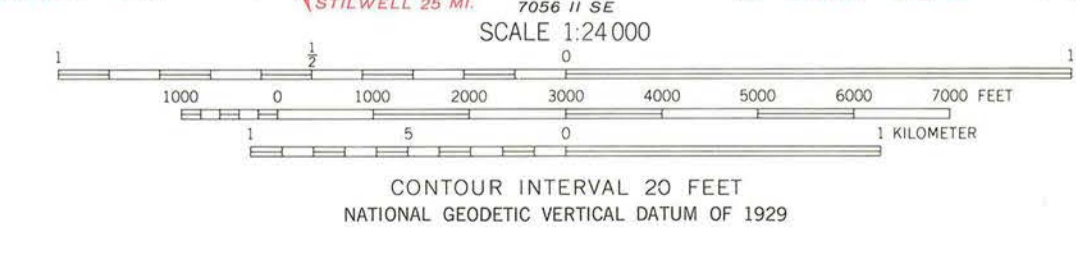 STILWELL 25 MI.
7056 II SE
SCALE 1:24 000
1 1/2 0 1
1000 0 1000 2000 3000 4000 5000 6000 7000 FEET
1 5 0 1 KILOMETER
CONTOUR INTERVAL 20 FEET
NATIONAL GEODETIC VERTICAL DATUM OF 1929